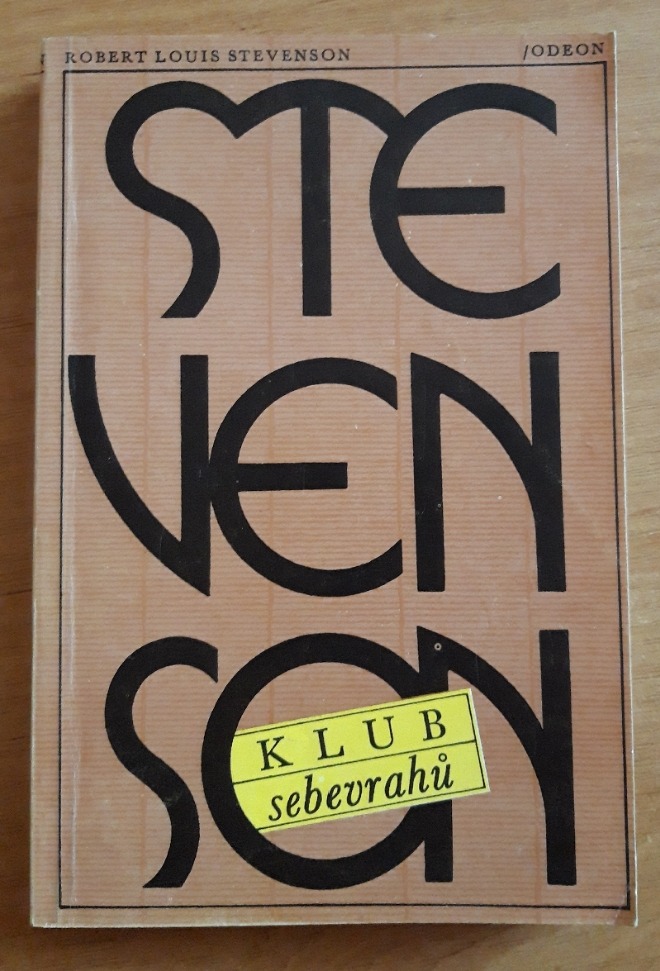 ROBERT LOUIS STEVENSON /ODEON
STE
VEN
SON
KLUB
sebevrahů